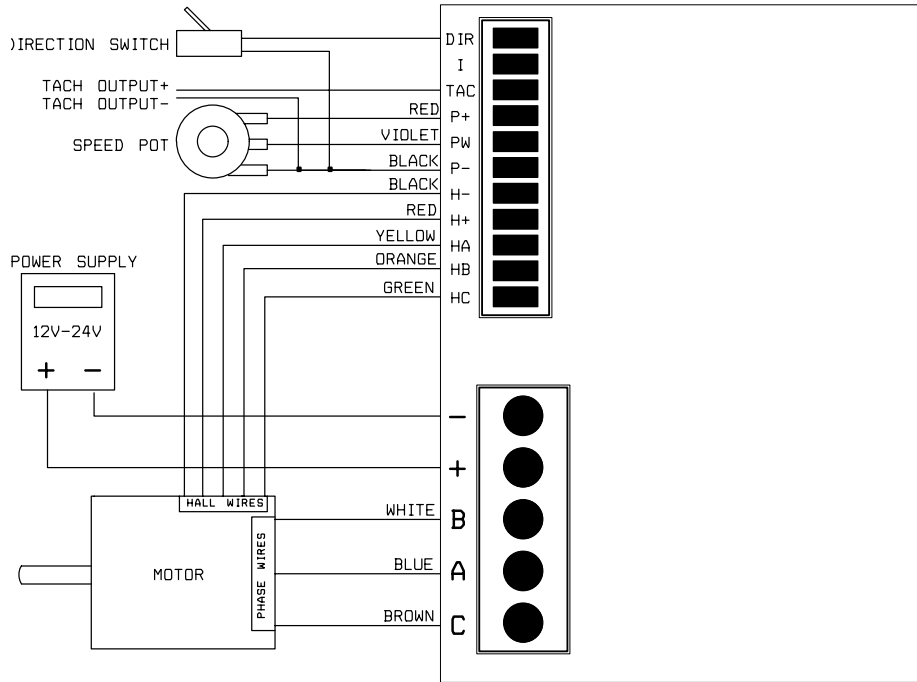 )IRECTION SWITCH
DIR
I
TACH OUTPUT+
TAC
TACH OUTPUT-
RED
P+
SPEED POT
VIOLET
PW
BLACK
P-
BLACK
H-
RED
H+
YELLOW
HA
POWER SUPPLY
ORANGE
HB
GREEN
HC
12V-24V
+ -
-
+
HALL WIRES
WHITE
B
PHASE WIRES
MOTOR
BLUE
A
BROWN
C